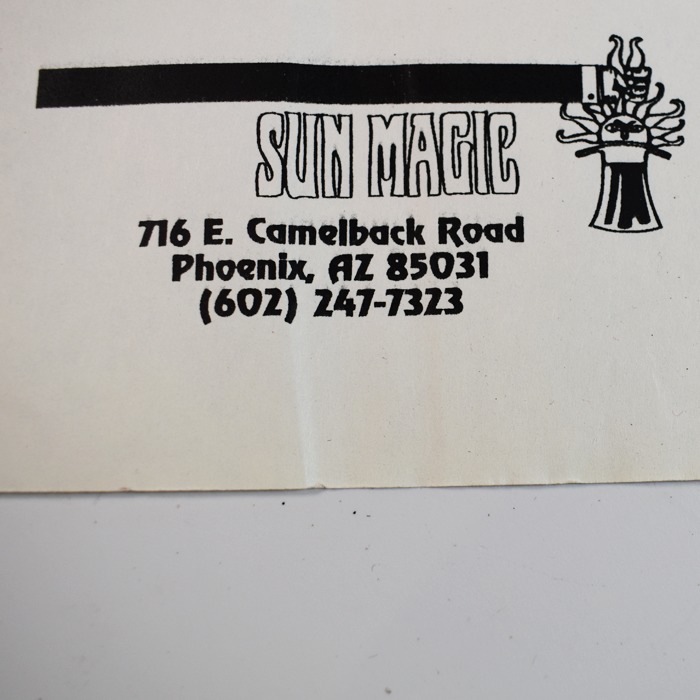 SUN MAGIC
716 E. Camelback Road
Phoenix, AZ 85031
(602) 247-7323